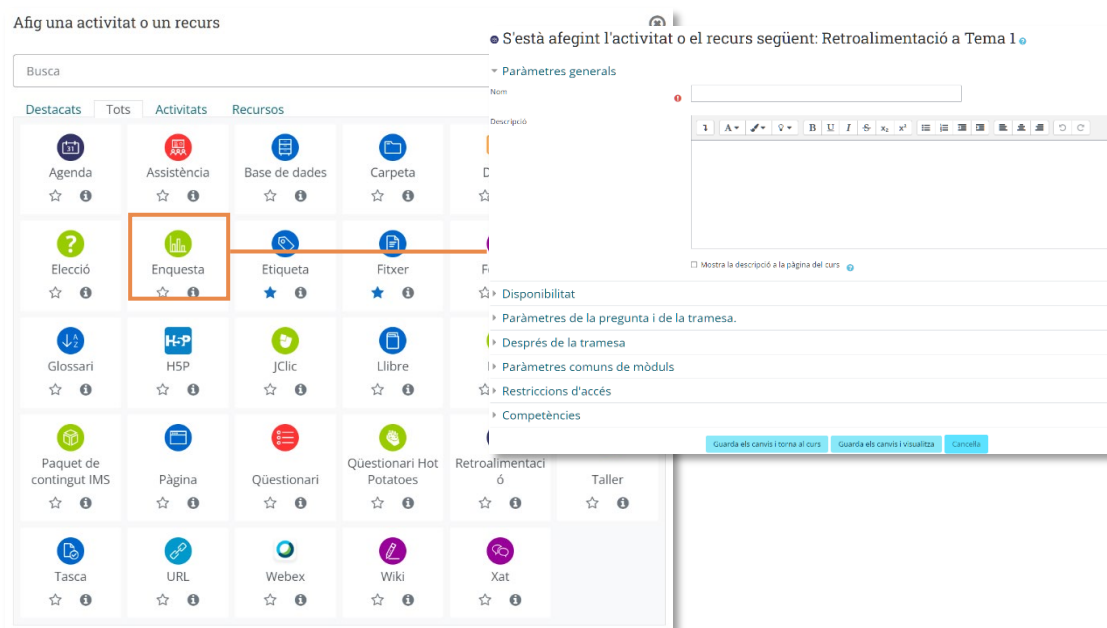 Afig una activitat o un recurs
Busca
Destacats Tots Activitats Recursos
31
Agenda Assistència Base de dades Carpeta
Elecció Enquesta Etiqueta Fitxer
Glossari H5P JClic Llibre
Paquet de
contingut IMS
Pàgina
Qüestionari
Qüestionari Hot
Potatoes
Retroalimentaci
ó
Taller
Tasca URL Webex Wiki Xat
S'està afegint l'activitat o el recurs següent: Retroalimentació a Tema 1
Paràmetres generals
Nom
Descripció
Mostra la descripció a la pàgina del curs
Disponibilitat
Paràmetres de la pregunta i de la tramesa.
Després de la tramesa
Paràmetres comuns de mòduls
Restriccions d'accés
Competències
Guarda els canvis i torna al curs Guarda els canvis i visualitza Cancella